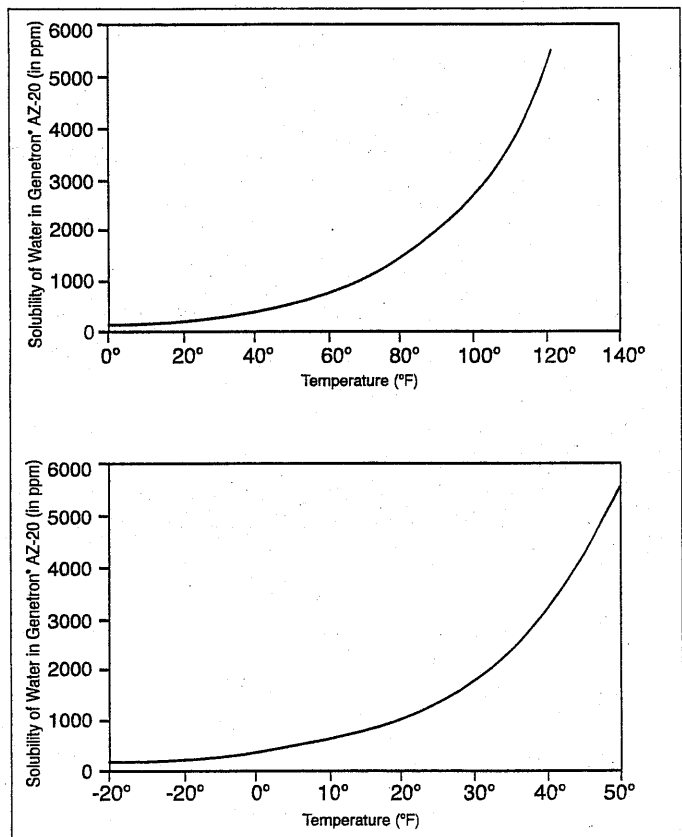 Solubility of Water in Genetron* AZ-20 (in ppm)
6000
5000
4000
3000
2000
1000
0
0° 20° 40° 60° 80° 100° 120° 140°
Temperature (°F)
Solubility of Water in Genetron* AZ-20 (in ppm)
6000
5000
4000
3000
2000
1000
0
-20° -20° 0° 10° 20° 30° 40° 50°
Temperature (°F)